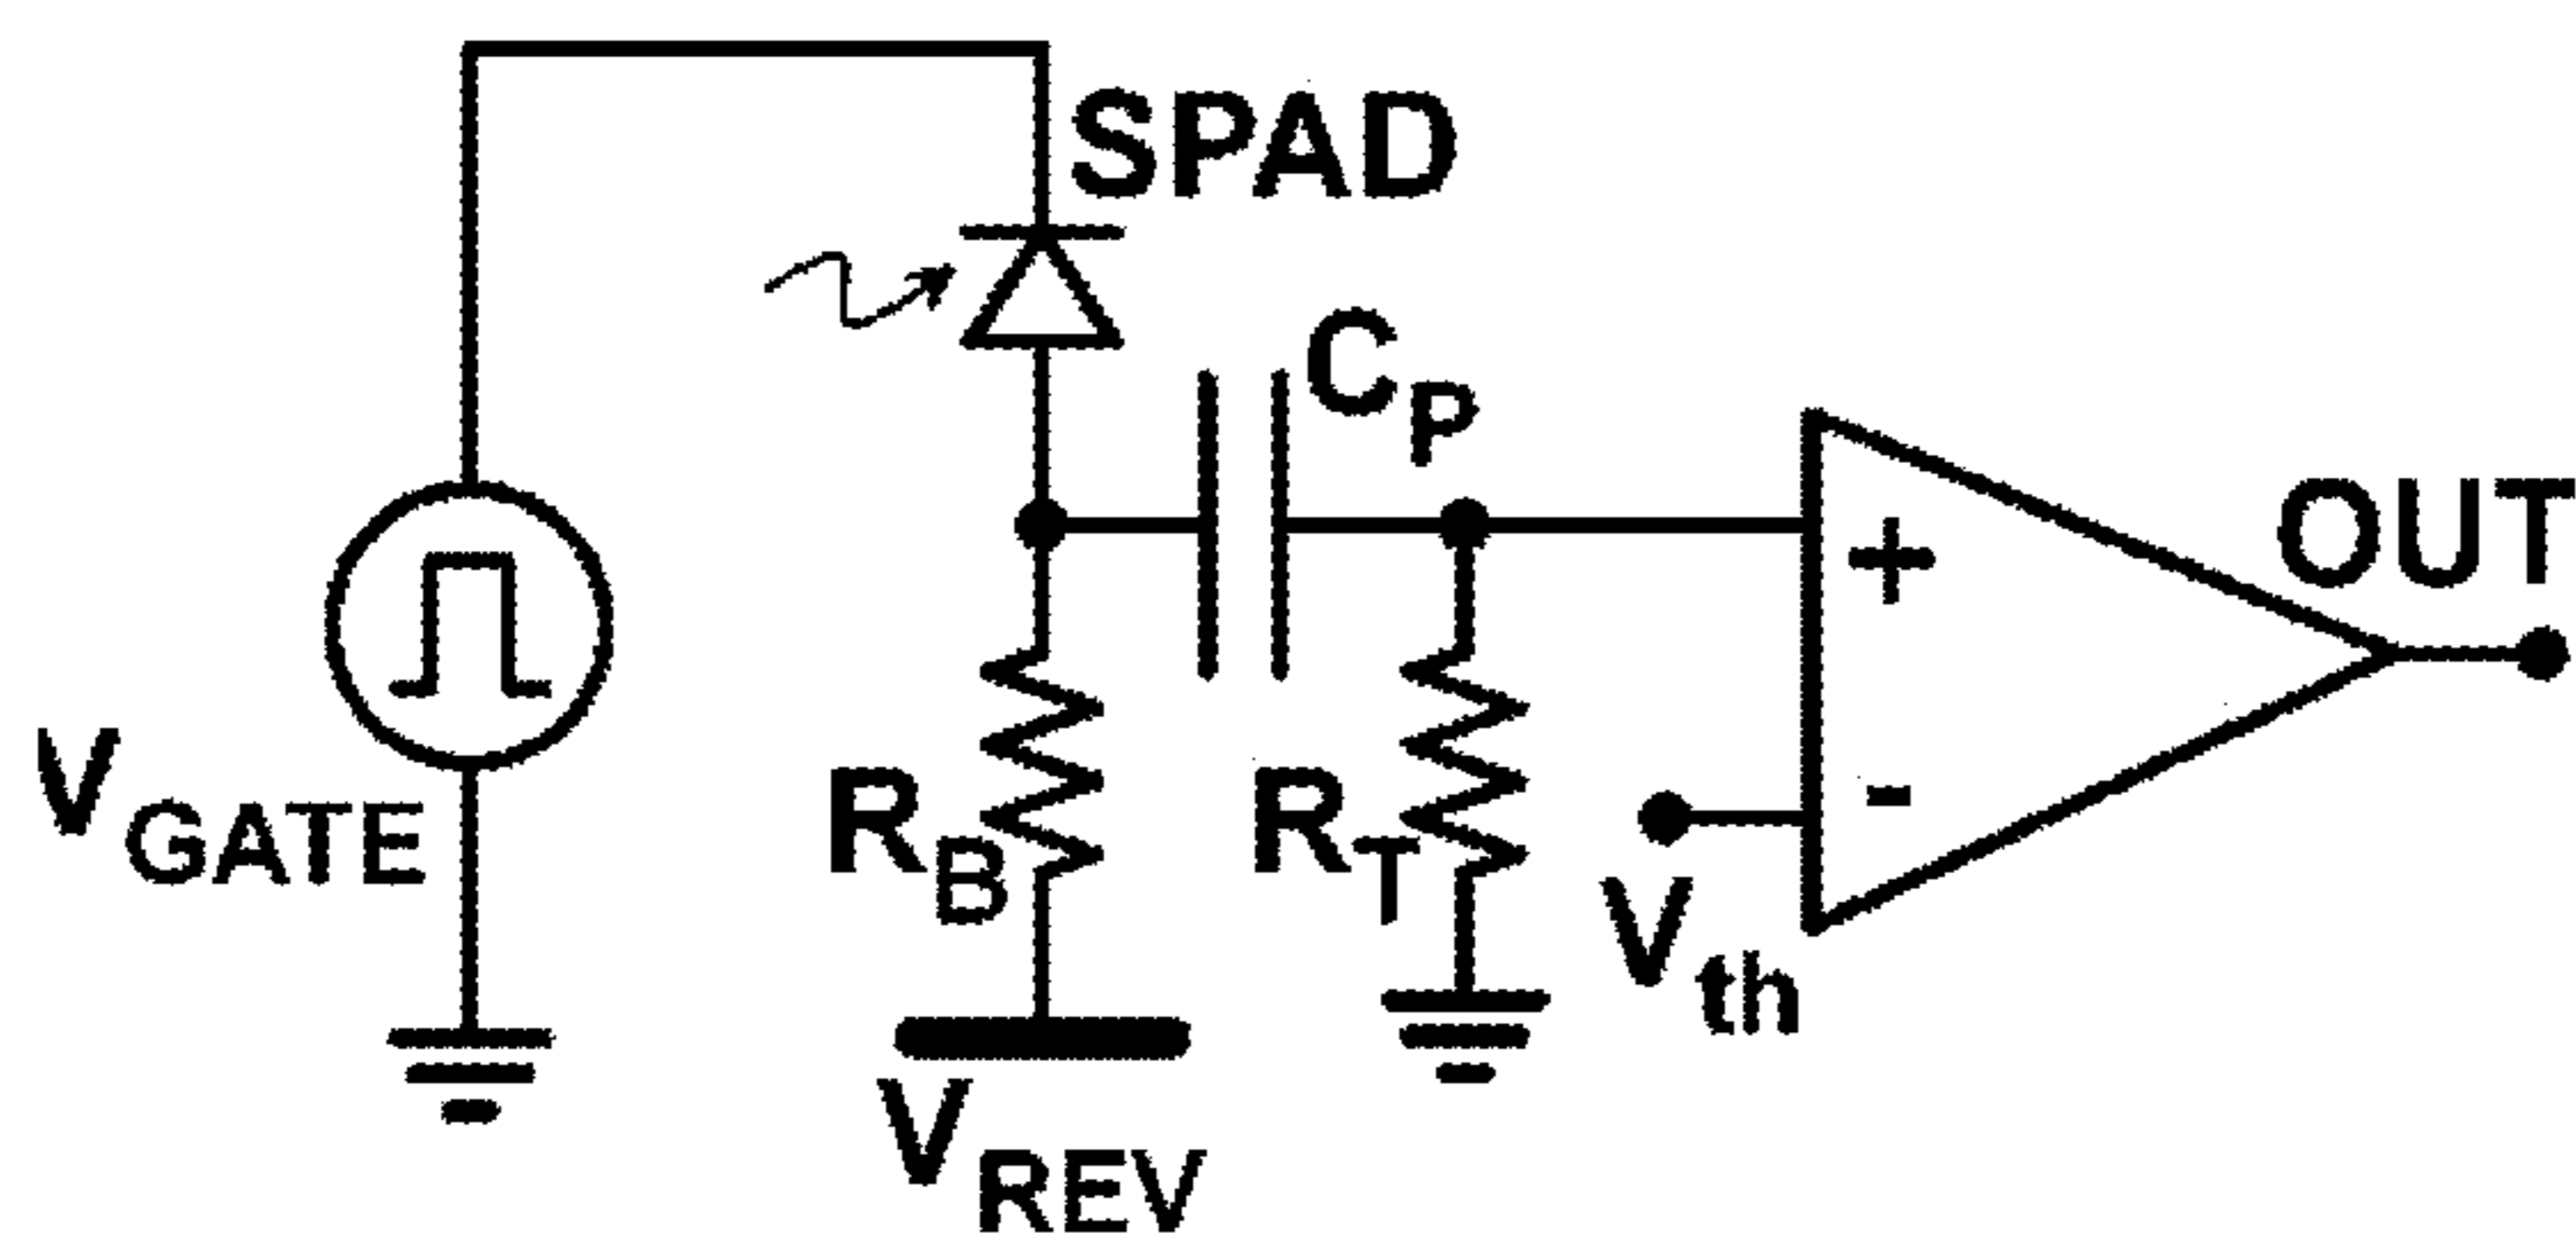 SPAD
C_P
OUT
+
V_GATE
R_B
R_T
-
V_th
V_REV